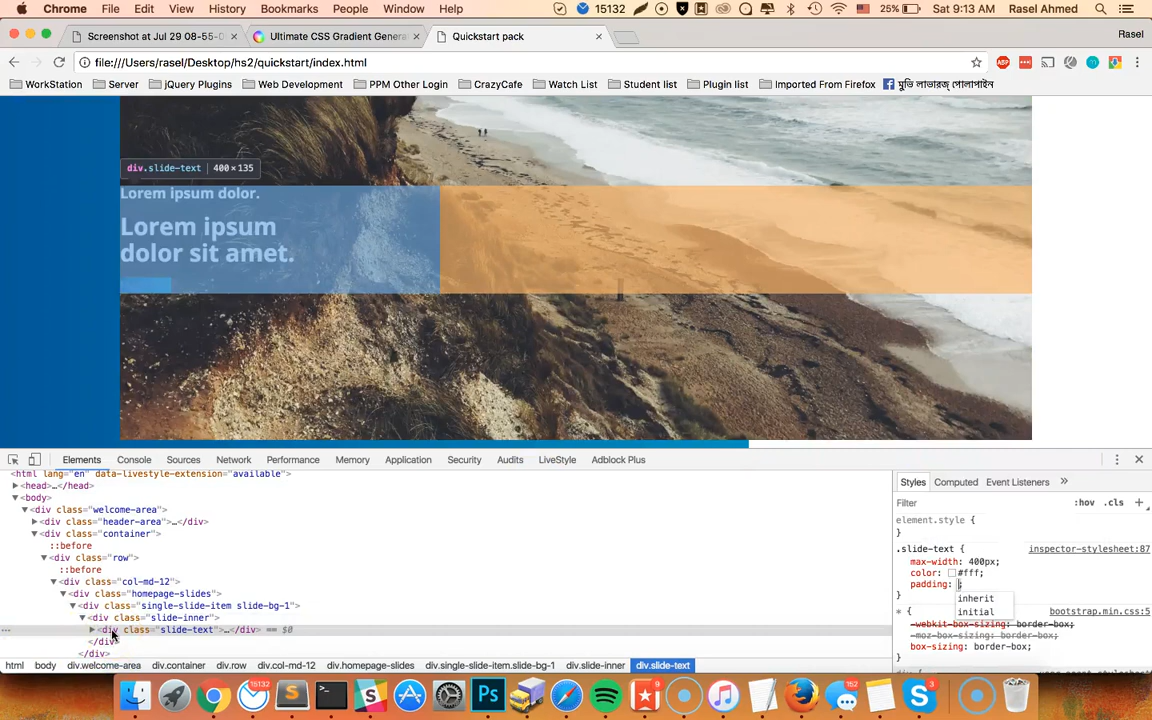 Chrome File Edit View History Bookmarks People Window Help 15132 25% Sat 9:13 AM Rasel Ahmed
Screenshot at Jul 29 08-55-0 × Ultimate CSS Gradient Genera × Quickstart pack × Rasel
file:///Users/rasel/Desktop/hs2/quickstart/index.html
WorkStation Server jQuery Plugins Web Development PPM Other Login CrazyCafe Watch List Student list Plugin list Imported From Firefox মুভি লাভারজ্ পোলাপাইন
div.slide-text | 400×135
Lorem ipsum dolor.
Lorem ipsum
dolor sit amet.
Elements Console Sources Network Performance Memory Application Security Audits LiveStyle Adblock Plus
<html lang="en" data-livestyle-extension="available">
<head>…</head>
<body>
<div class="welcome-area">
<div class="header-area">…</div>
<div class="container">
::before
<div class="row">
::before
<div class="col-md-12">
<div class="homepage-slides">
<div class="single-slide-item slide-bg-1">
<div class="slide-inner">
<div class="slide-text">…</div> == $0
</div>
</div>
html body div.welcome-area div.container div.row div.col-md-12 div.homepage-slides div.single-slide-item.slide-bg-1 div.slide-inner div.slide-text
Styles Computed Event Listeners »
Filter :hov .cls +
element.style {
}
.slide-text { inspector-stylesheet:87
max-width: 400px;
color: #fff;
padding: ;
}
inherit
initial
* { bootstrap.min.css:5
-webkit-box-sizing: border-box;
-moz-box-sizing: border-box;
box-sizing: border-box;
}
15132 152 3